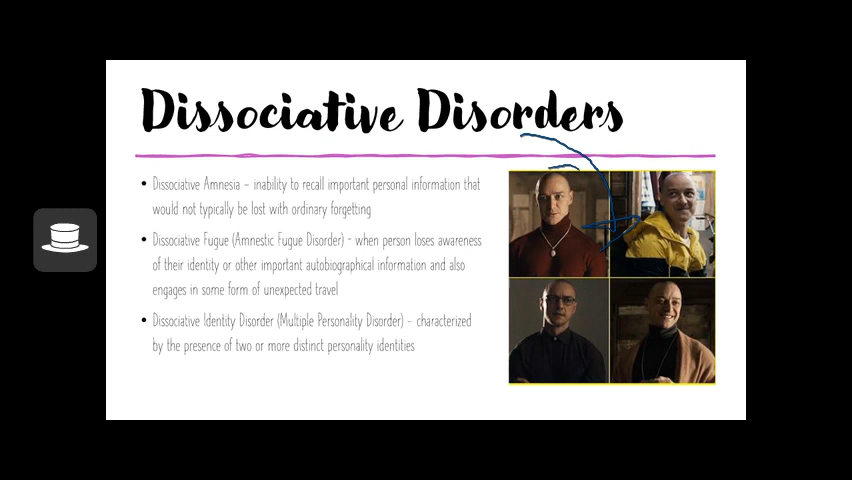 Dissociative Disorders
• Dissociative Amnesia – inability to recall important personal information that
would not typically be lost with ordinary forgetting
• Dissociative Fugue (Amnestic Fugue Disorder) - when person loses awareness
of their identity or other important autobiographical information and also
engages in some form of unexpected travel
• Dissociative Identity Disorder (Multiple Personality Disorder) – characterized
by the presence of two or more distinct personality identities